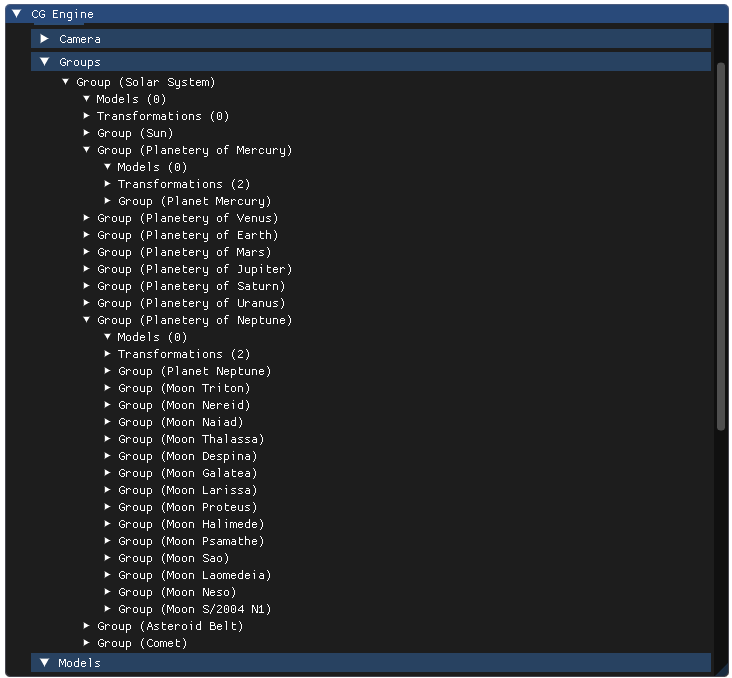 CG Engine
Camera
Groups
Group (Solar System)
Models (0)
Transformations (0)
Group (Sun)
Group (Planetery of Mercury)
Models (0)
Transformations (2)
Group (Planet Mercury)
Group (Planetery of Venus)
Group (Planetery of Earth)
Group (Planetery of Mars)
Group (Planetery of Jupiter)
Group (Planetery of Saturn)
Group (Planetery of Uranus)
Group (Planetery of Neptune)
Models (0)
Transformations (2)
Group (Planet Neptune)
Group (Moon Triton)
Group (Moon Nereid)
Group (Moon Naiad)
Group (Moon Thalassa)
Group (Moon Despina)
Group (Moon Galatea)
Group (Moon Larissa)
Group (Moon Proteus)
Group (Moon Halimede)
Group (Moon Psamathe)
Group (Moon Sao)
Group (Moon Laomedeia)
Group (Moon Neso)
Group (Moon S/2004 N1)
Group (Asteroid Belt)
Group (Comet)
Models